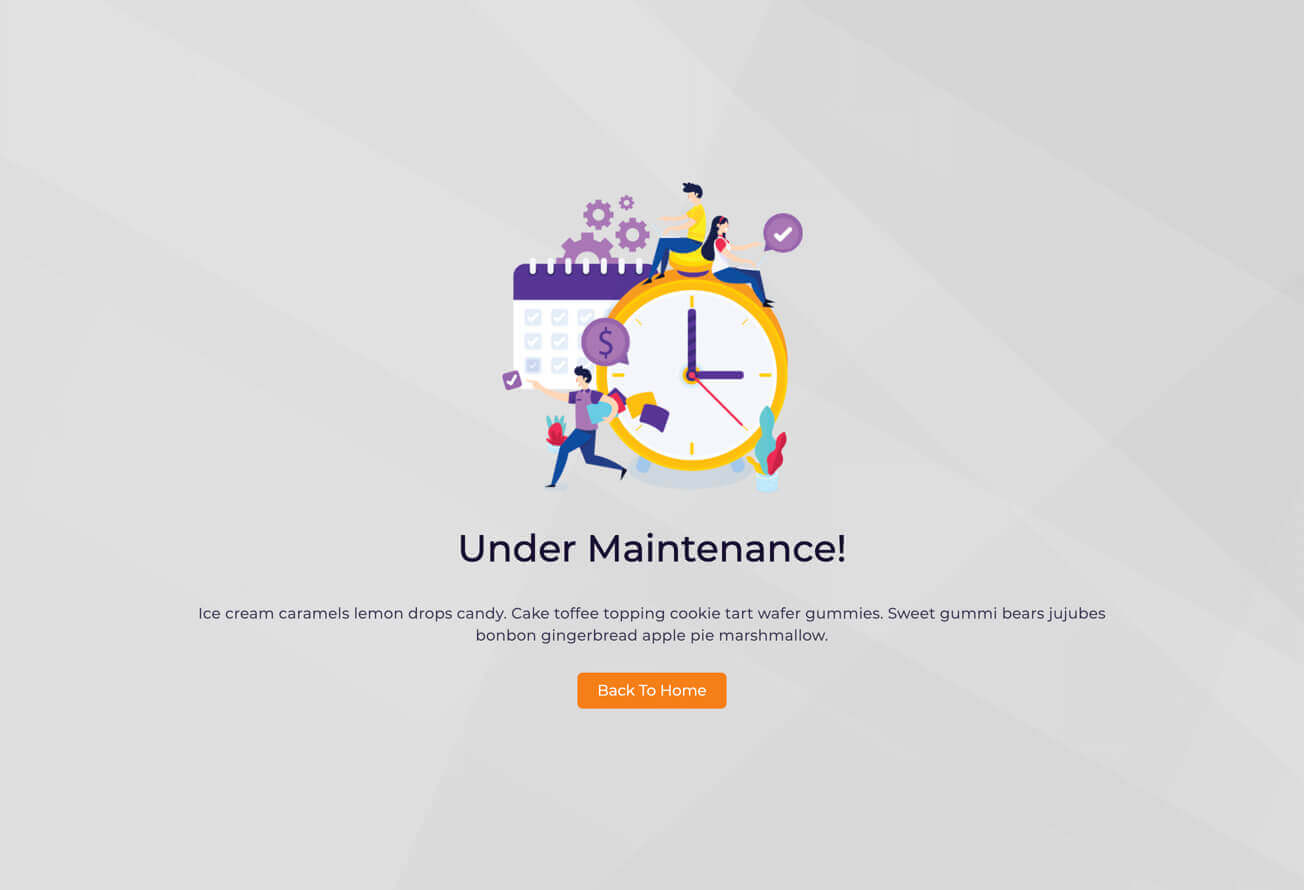 $
Under Maintenance!
Ice cream caramels lemon drops candy. Cake toffee topping cookie tart wafer gummies. Sweet gummi bears jujubes
bonbon gingerbread apple pie marshmallow.
Back To Home